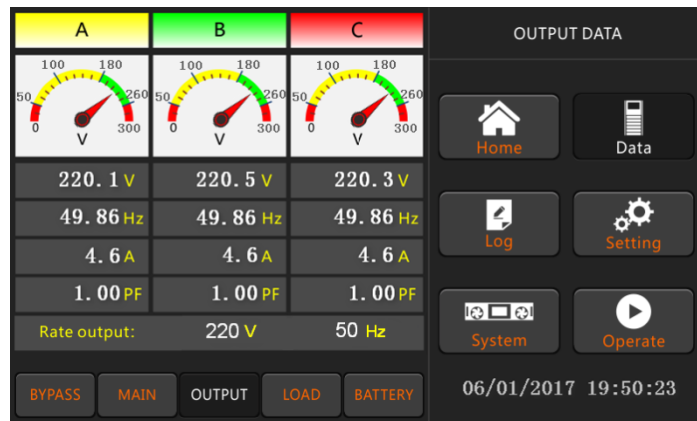 A B C OUTPUT DATA
100 180 100 180 100 180
50 260 50 260 50 260
0 300 0 300 0 300
V V V
Home Data
220.1 V 220.5 V 220.3 V
49.86 Hz 49.86 Hz 49.86 Hz
Log Setting
4.6 A 4.6 A 4.6 A
1.00 PF 1.00 PF 1.00 PF
Rate output: 220 V 50 Hz
System Operate
BYPASS MAIN OUTPUT LOAD BATTERY
06/01/2017 19:50:23